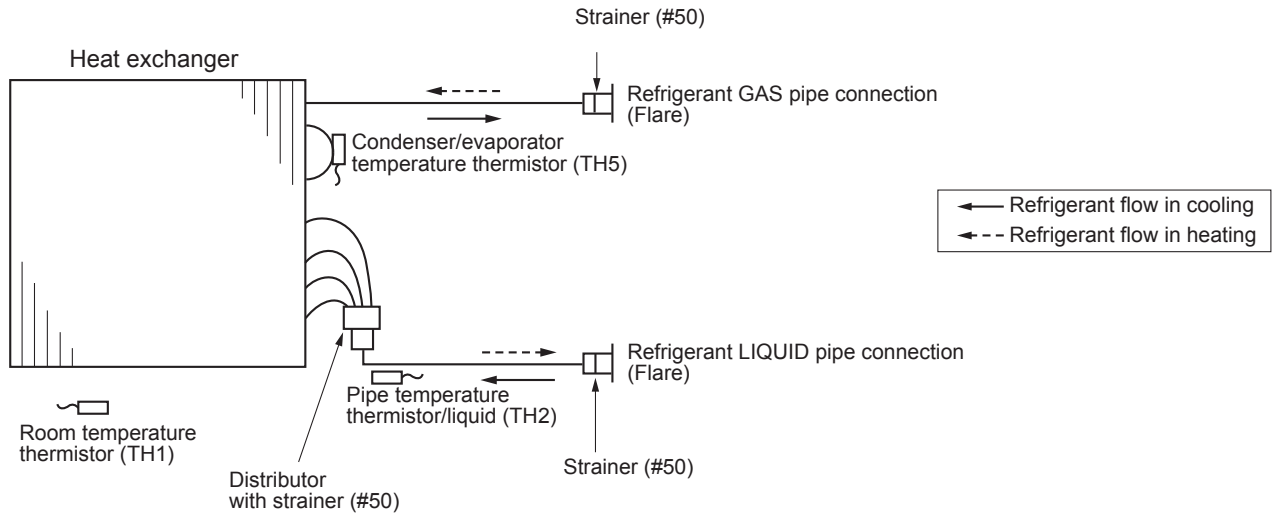 Strainer (#50)
Heat exchanger
Refrigerant GAS pipe connection
(Flare)
Condenser/evaporator
temperature thermistor (TH5)
Refrigerant flow in cooling
Refrigerant flow in heating
Refrigerant LIQUID pipe connection
(Flare)
Pipe temperature
thermistor/liquid (TH2)
Room temperature
thermistor (TH1)
Strainer (#50)
Distributor
with strainer (#50)